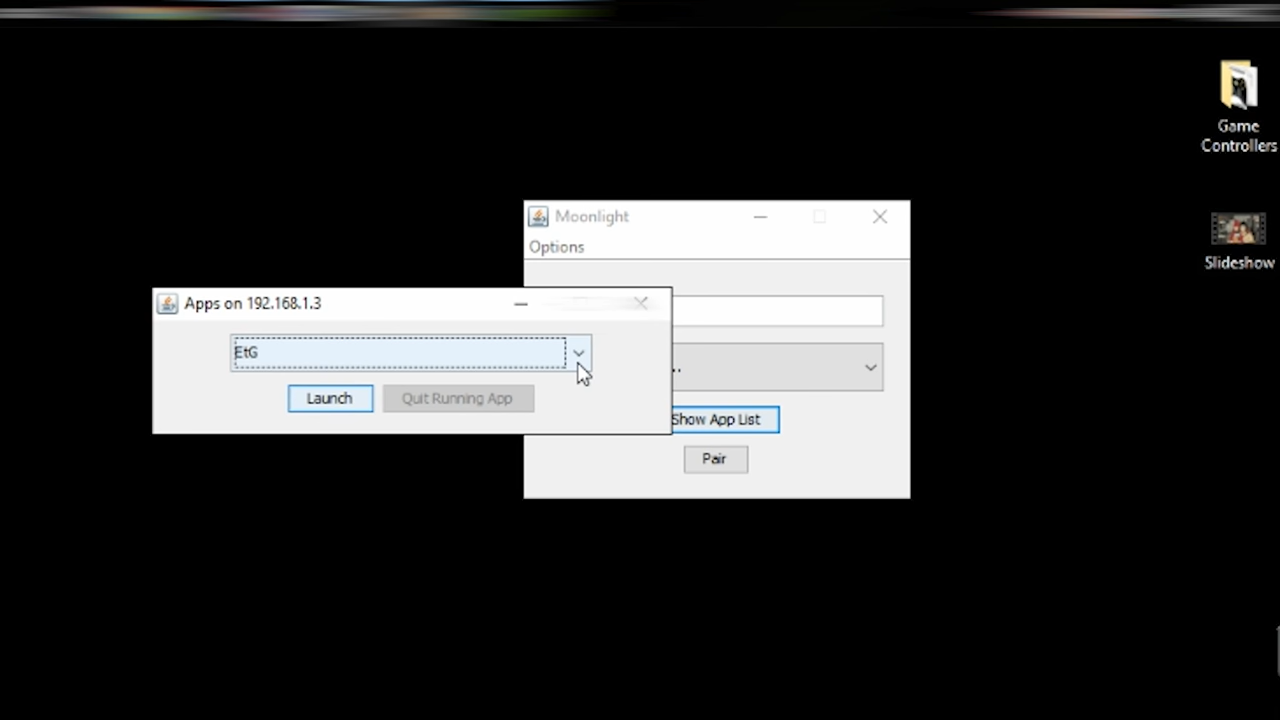 Game
Controllers
Slideshow
Moonlight
Options
Apps on 192.168.1.3
EtG
Launch
Quit Running App
..
Show App List
Pair